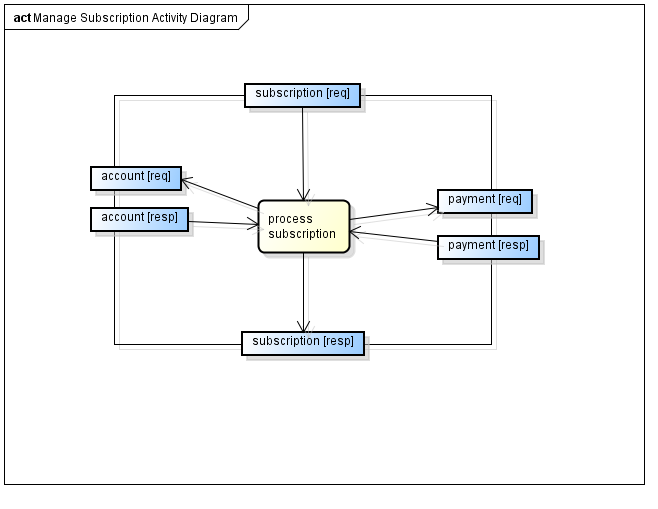 act Manage Subscription Activity Diagram
subscription [req]
account [req]
payment [req]
account [resp]
process
subscription
payment [resp]
subscription [resp]